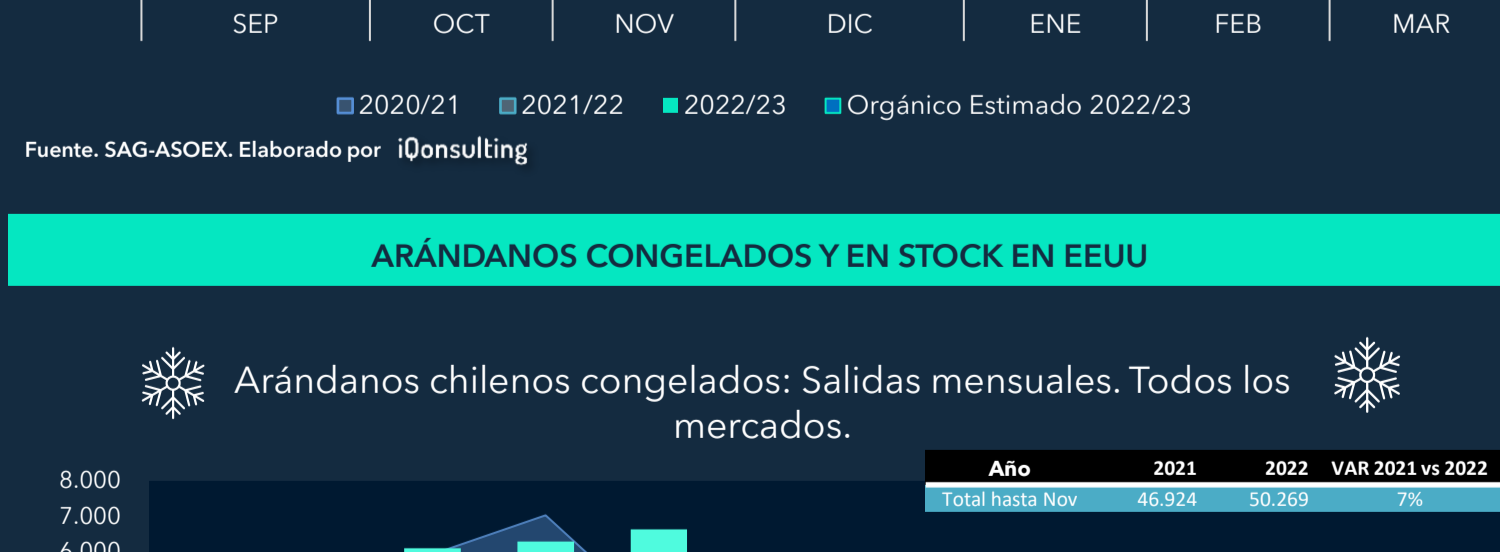 SEP OCT NOV DIC ENE FEB MAR
2020/21 2021/22 2022/23 Orgánico Estimado 2022/23
Fuente. SAG-ASOEX. Elaborado por iQonsulting
ARÁNDANOS CONGELADOS Y EN STOCK EN EEUU
Arándanos chilenos congelados: Salidas mensuales. Todos los
mercados.
Año 2021 2022 VAR 2021 vs 2022
Total hasta Nov 46.924 50.269 7%
8.000
7.000
6.000